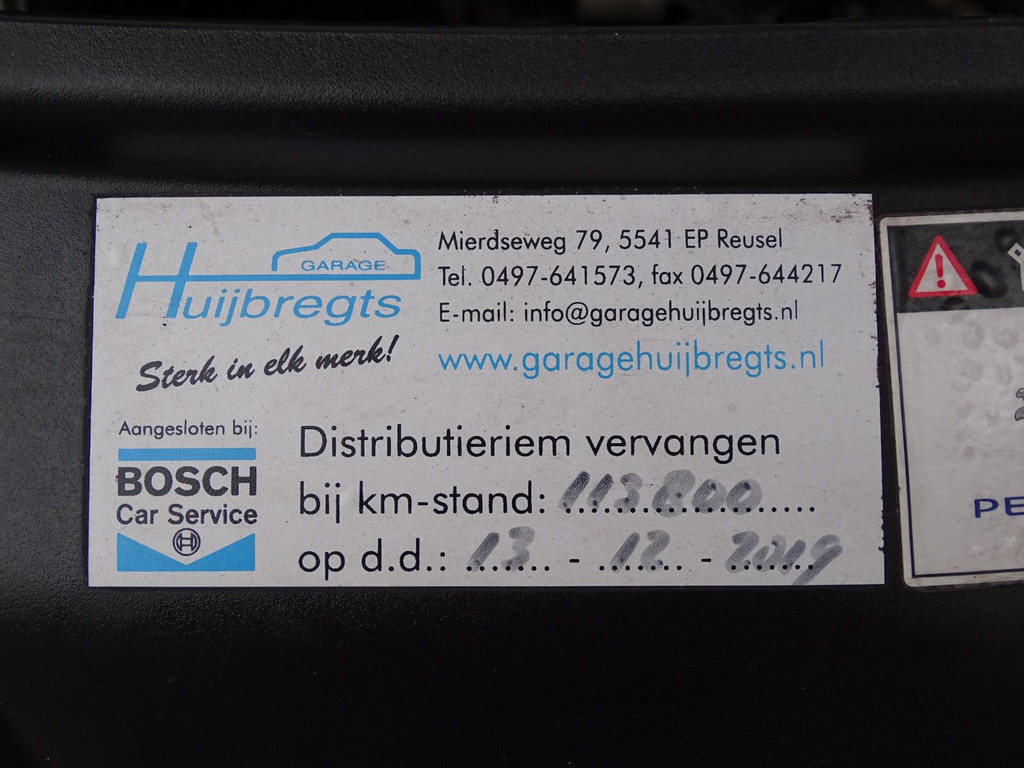 GARAGE
Huijbregts
Sterk in elk merk!
Mierdseweg 79, 5541 EP Reusel
Tel. 0497-641573, fax 0497-644217
E-mail: info@garagehuijbregts.nl
www.garagehuijbregts.nl
Aangesloten bij:
BOSCH
Car Service
Distributieriem vervangen
bij km-stand: 113.800
op d.d.: 13 - 12 - 2019
PE